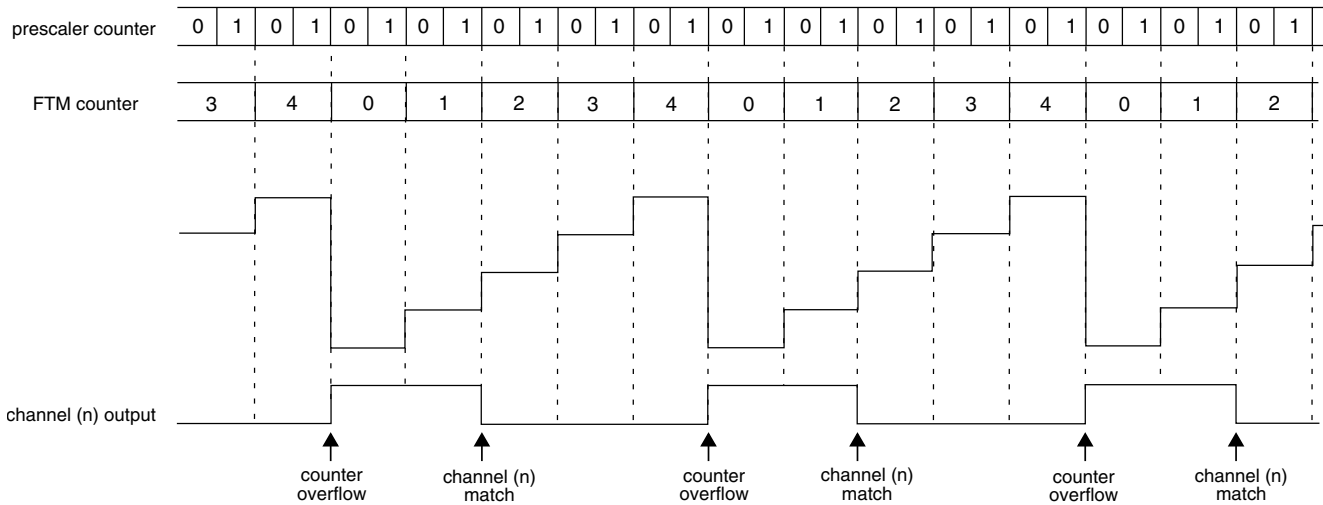 prescaler counter 0 1 0 1 0 1 0 1 0 1 0 1 0 1 0 1 0 1 0 1 0 1 0 1 0 1 0 1 0 1
FTM counter 3 4 0 1 2 3 4 0 1 2 3 4 0 1 2
channel (n) output
counter overflow
channel (n) match
counter overflow
channel (n) match
counter overflow
channel (n) match